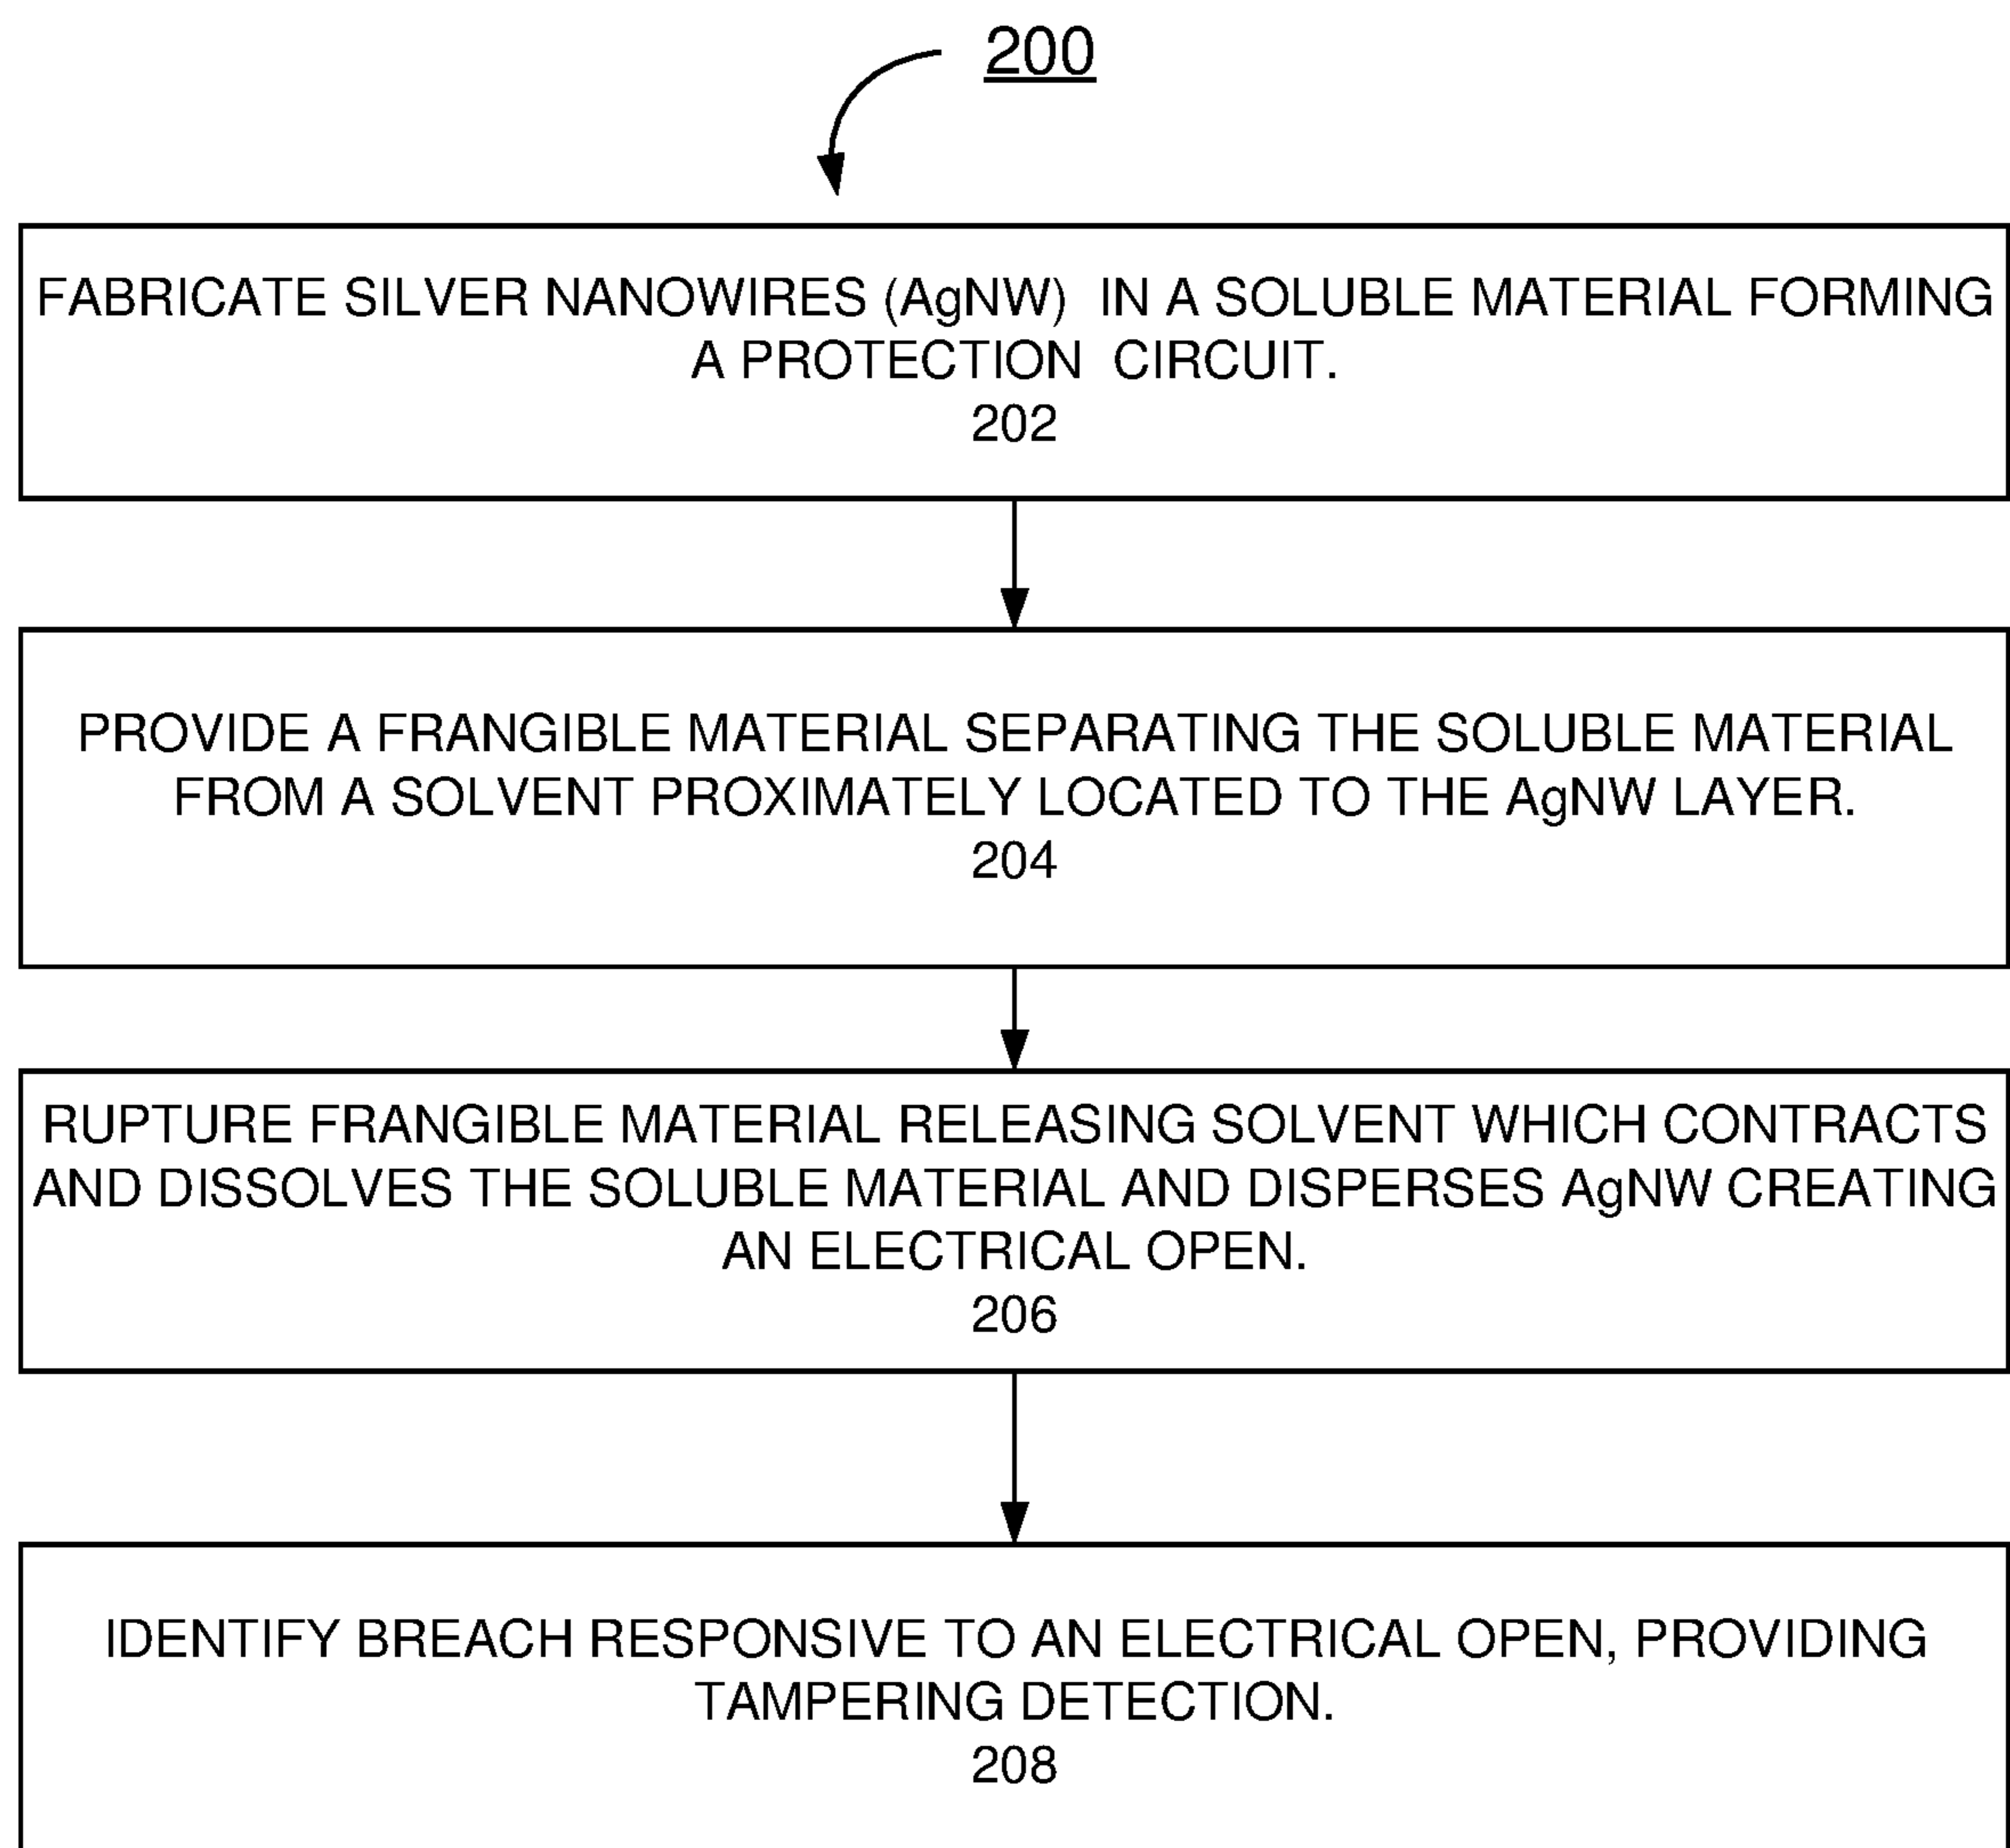 200
FABRICATE SILVER NANOWIRES (AgNW) IN A SOLUBLE MATERIAL FORMING
A PROTECTION CIRCUIT.
202
PROVIDE A FRANGIBLE MATERIAL SEPARATING THE SOLUBLE MATERIAL
FROM A SOLVENT PROXIMATELY LOCATED TO THE AgNW LAYER.
204
RUPTURE FRANGIBLE MATERIAL RELEASING SOLVENT WHICH CONTRACTS
AND DISSOLVES THE SOLUBLE MATERIAL AND DISPERSES AgNW CREATING
AN ELECTRICAL OPEN.
206
IDENTIFY BREACH RESPONSIVE TO AN ELECTRICAL OPEN, PROVIDING
TAMPERING DETECTION.
208